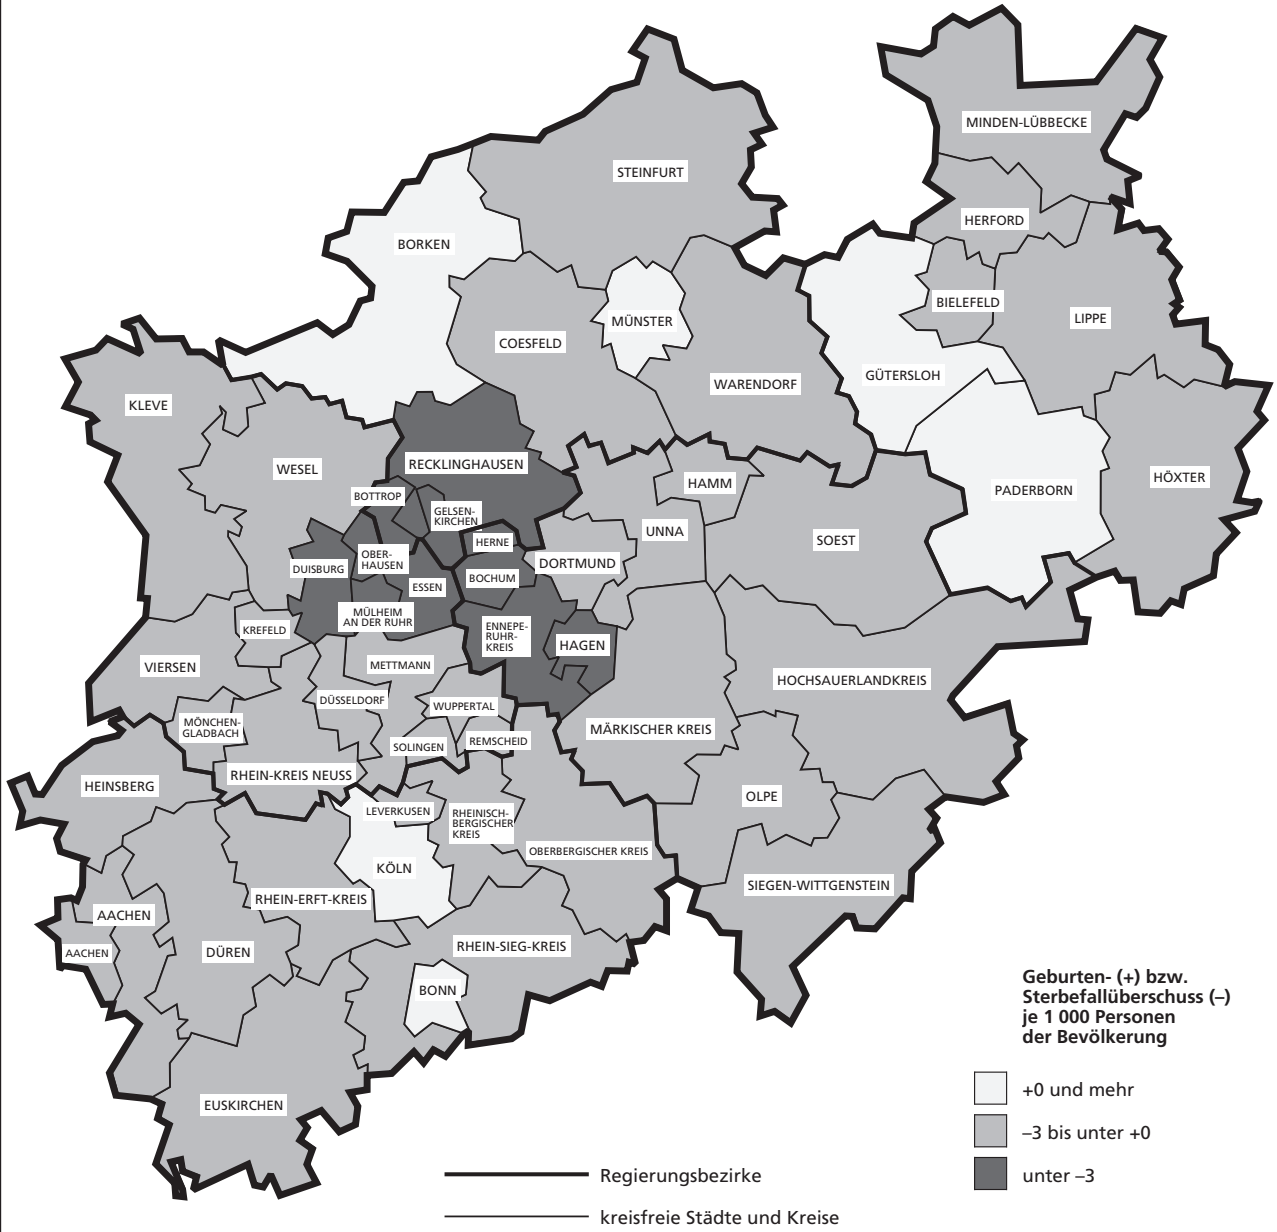 MINDEN-LÜBBECKE
STEINFURT
HERFORD
BORKEN
BIELEFELD
LIPPE
MÜNSTER
COESFELD
GÜTERSLOH
WARENDORF
KLEVE
RECKLINGHAUSEN
WESEL
HÖXTER
HAMM
PADERBORN
BOTTROP
GELSEN-
KIRCHEN
UNNA
SOEST
HERNE
OBER-
HAUSEN
DORTMUND
DUISBURG
BOCHUM
ESSEN
MÜLHEIM
AN DER RUHR
KREFELD
ENNEPE-
RUHR-
KREIS
HAGEN
VIERSEN
METTMANN
HOCHSAUERLANDKREIS
DÜSSELDORF
WUPPERTAL
MÖNCHEN-
GLADBACH
MÄRKISCHER KREIS
SOLINGEN
REMSCHEID
RHEIN-KREIS NEUSS
HEINSBERG
OLPE
LEVERKUSEN
RHEINISCH-
BERGISCHER
KREIS
OBERBERGISCHER KREIS
KÖLN
SIEGEN-WITTGENSTEIN
RHEIN-ERFT-KREIS
AACHEN
AACHEN
DÜREN
RHEIN-SIEG-KREIS
BONN
EUSKIRCHEN
Geburten- (+) bzw.
Sterbefallüberschuss (–)
je 1 000 Personen
der Bevölkerung
+0 und mehr
–3 bis unter +0
unter –3
Regierungsbezirke
kreisfreie Städte und Kreise